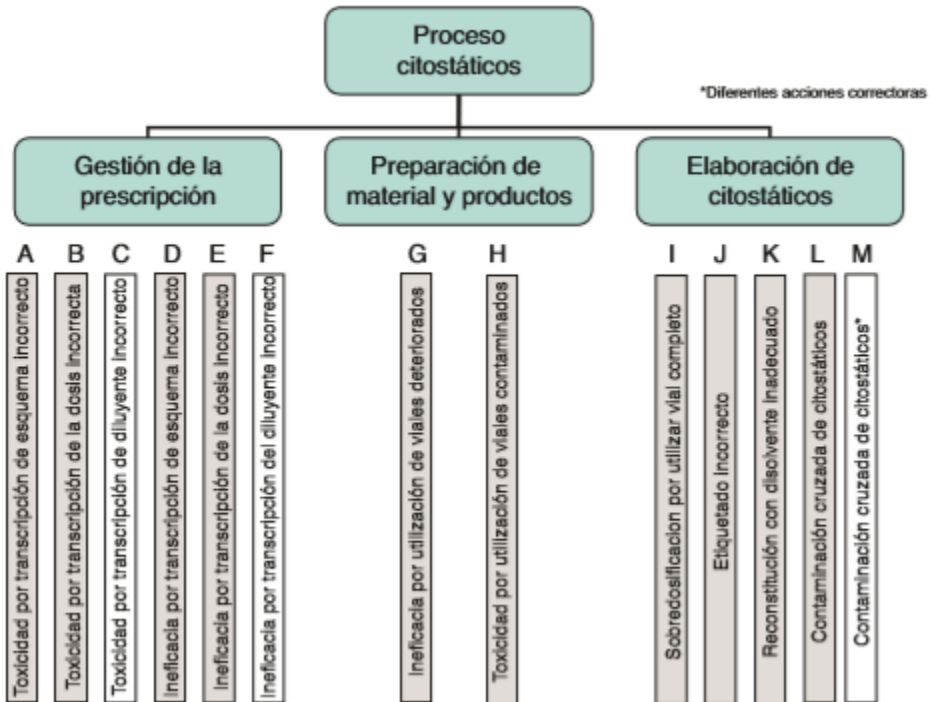 Proceso
citostáticos
*Diferentes acciones correctoras
Gestión de la
prescripción
Preparación de
material y productos
Elaboración de
citostáticos
A
B
C
D
E
F
G
H
I
J
K
L
M
Toxicidad por transcripción de esquema incorrecto
Toxicidad por transcripción de la dosis incorrecta
Toxicidad por transcripción de diluyente incorrecto
Ineficacia por transcripción de esquema incorrecto
Ineficacia por transcripción de la dosis incorrecto
Ineficacia por transcripción del diluyente incorrecto
Ineficacia por utilización de viales deteriorados
Toxicidad por utilización de viales contaminados
Sobredosificacion por utilizar vial completo
Etiquetado incorrecto
Reconstitución con disolvente inadecuado
Contaminación cruzada de citostáticos
Contaminación cruzada de citostáticos*